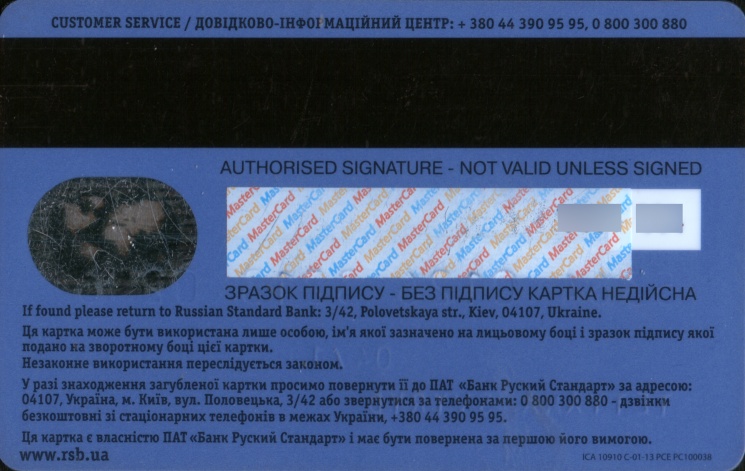 CUSTOMER SERVICE / ДОВІДКОВО-ІНФОРМАЦІЙНИЙ ЦЕНТР: + 380 44 390 95 95, 0 800 300 880
AUTHORISED SIGNATURE - NOT VALID UNLESS SIGNED
MasterCard MasterCard MasterCard MasterCard
ЗРАЗОК ПІДПИСУ - БЕЗ ПІДПИСУ КАРТКА НЕДІЙСНА
If found please return to Russian Standard Bank: 3/42, Polovetskaya str., Kiev, 04107, Ukraine.
Ця картка може бути використана лише особою, ім’я якої зазначено на лицьовому боці і зразок підпису якої
подано на зворотному боці цієї картки.
Незаконне використання переслідується законом.
У разі знаходження загубленої картки просимо повернути її до ПАТ «Банк Руский Стандарт» за адресою:
04107, Україна, м. Київ, вул. Половецька, 3/42 або звернутися за телефонами: 0 800 300 880 - дзвінки
безкоштовні зі стаціонарних телефонів в межах України, +380 44 390 95 95.
Ця картка є власністю ПАТ «Банк Руский Стандарт» і має бути повернена за першою його вимогою.
www.rsb.ua
ICA 10910 C-01-13 PCE PC100038